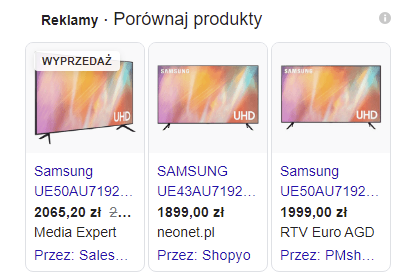 Reklamy · Porównaj produkty
WYPRZEDAŻ
UHD
Samsung
UE50AU7192…
2065,20 zł 2…
Media Expert
Przez: Sales…
SAMSUNG
UHD
SAMSUNG
UE43AU7192…
1899,00 zł
neonet.pl
Przez: Shopyo
SAMSUNG
UHD
Samsung
UE50AU7192…
1999,00 zł
RTV Euro AGD
Przez: PMsh…